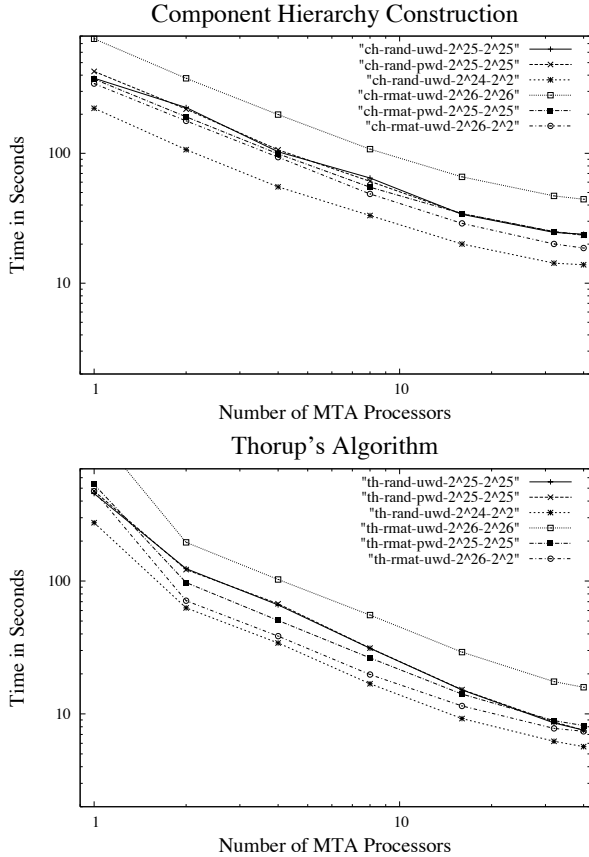 Component Hierarchy Construction
"ch-rand-uwd-2^25-2^25"
"ch-rand-pwd-2^25-2^25"
"ch-rand-uwd-2^24-2^2"
"ch-rmat-uwd-2^26-2^26"
"ch-rmat-pwd-2^25-2^25"
"ch-rmat-uwd-2^26-2^2"
Time in Seconds
100
10
1
10
Number of MTA Processors
Thorup's Algorithm
"th-rand-uwd-2^25-2^25"
"th-rand-pwd-2^25-2^25"
"th-rand-uwd-2^24-2^2"
"th-rmat-uwd-2^26-2^26"
"th-rmat-pwd-2^25-2^25"
"th-rmat-uwd-2^26-2^2"
Time in Seconds
100
10
1
10
Number of MTA Processors